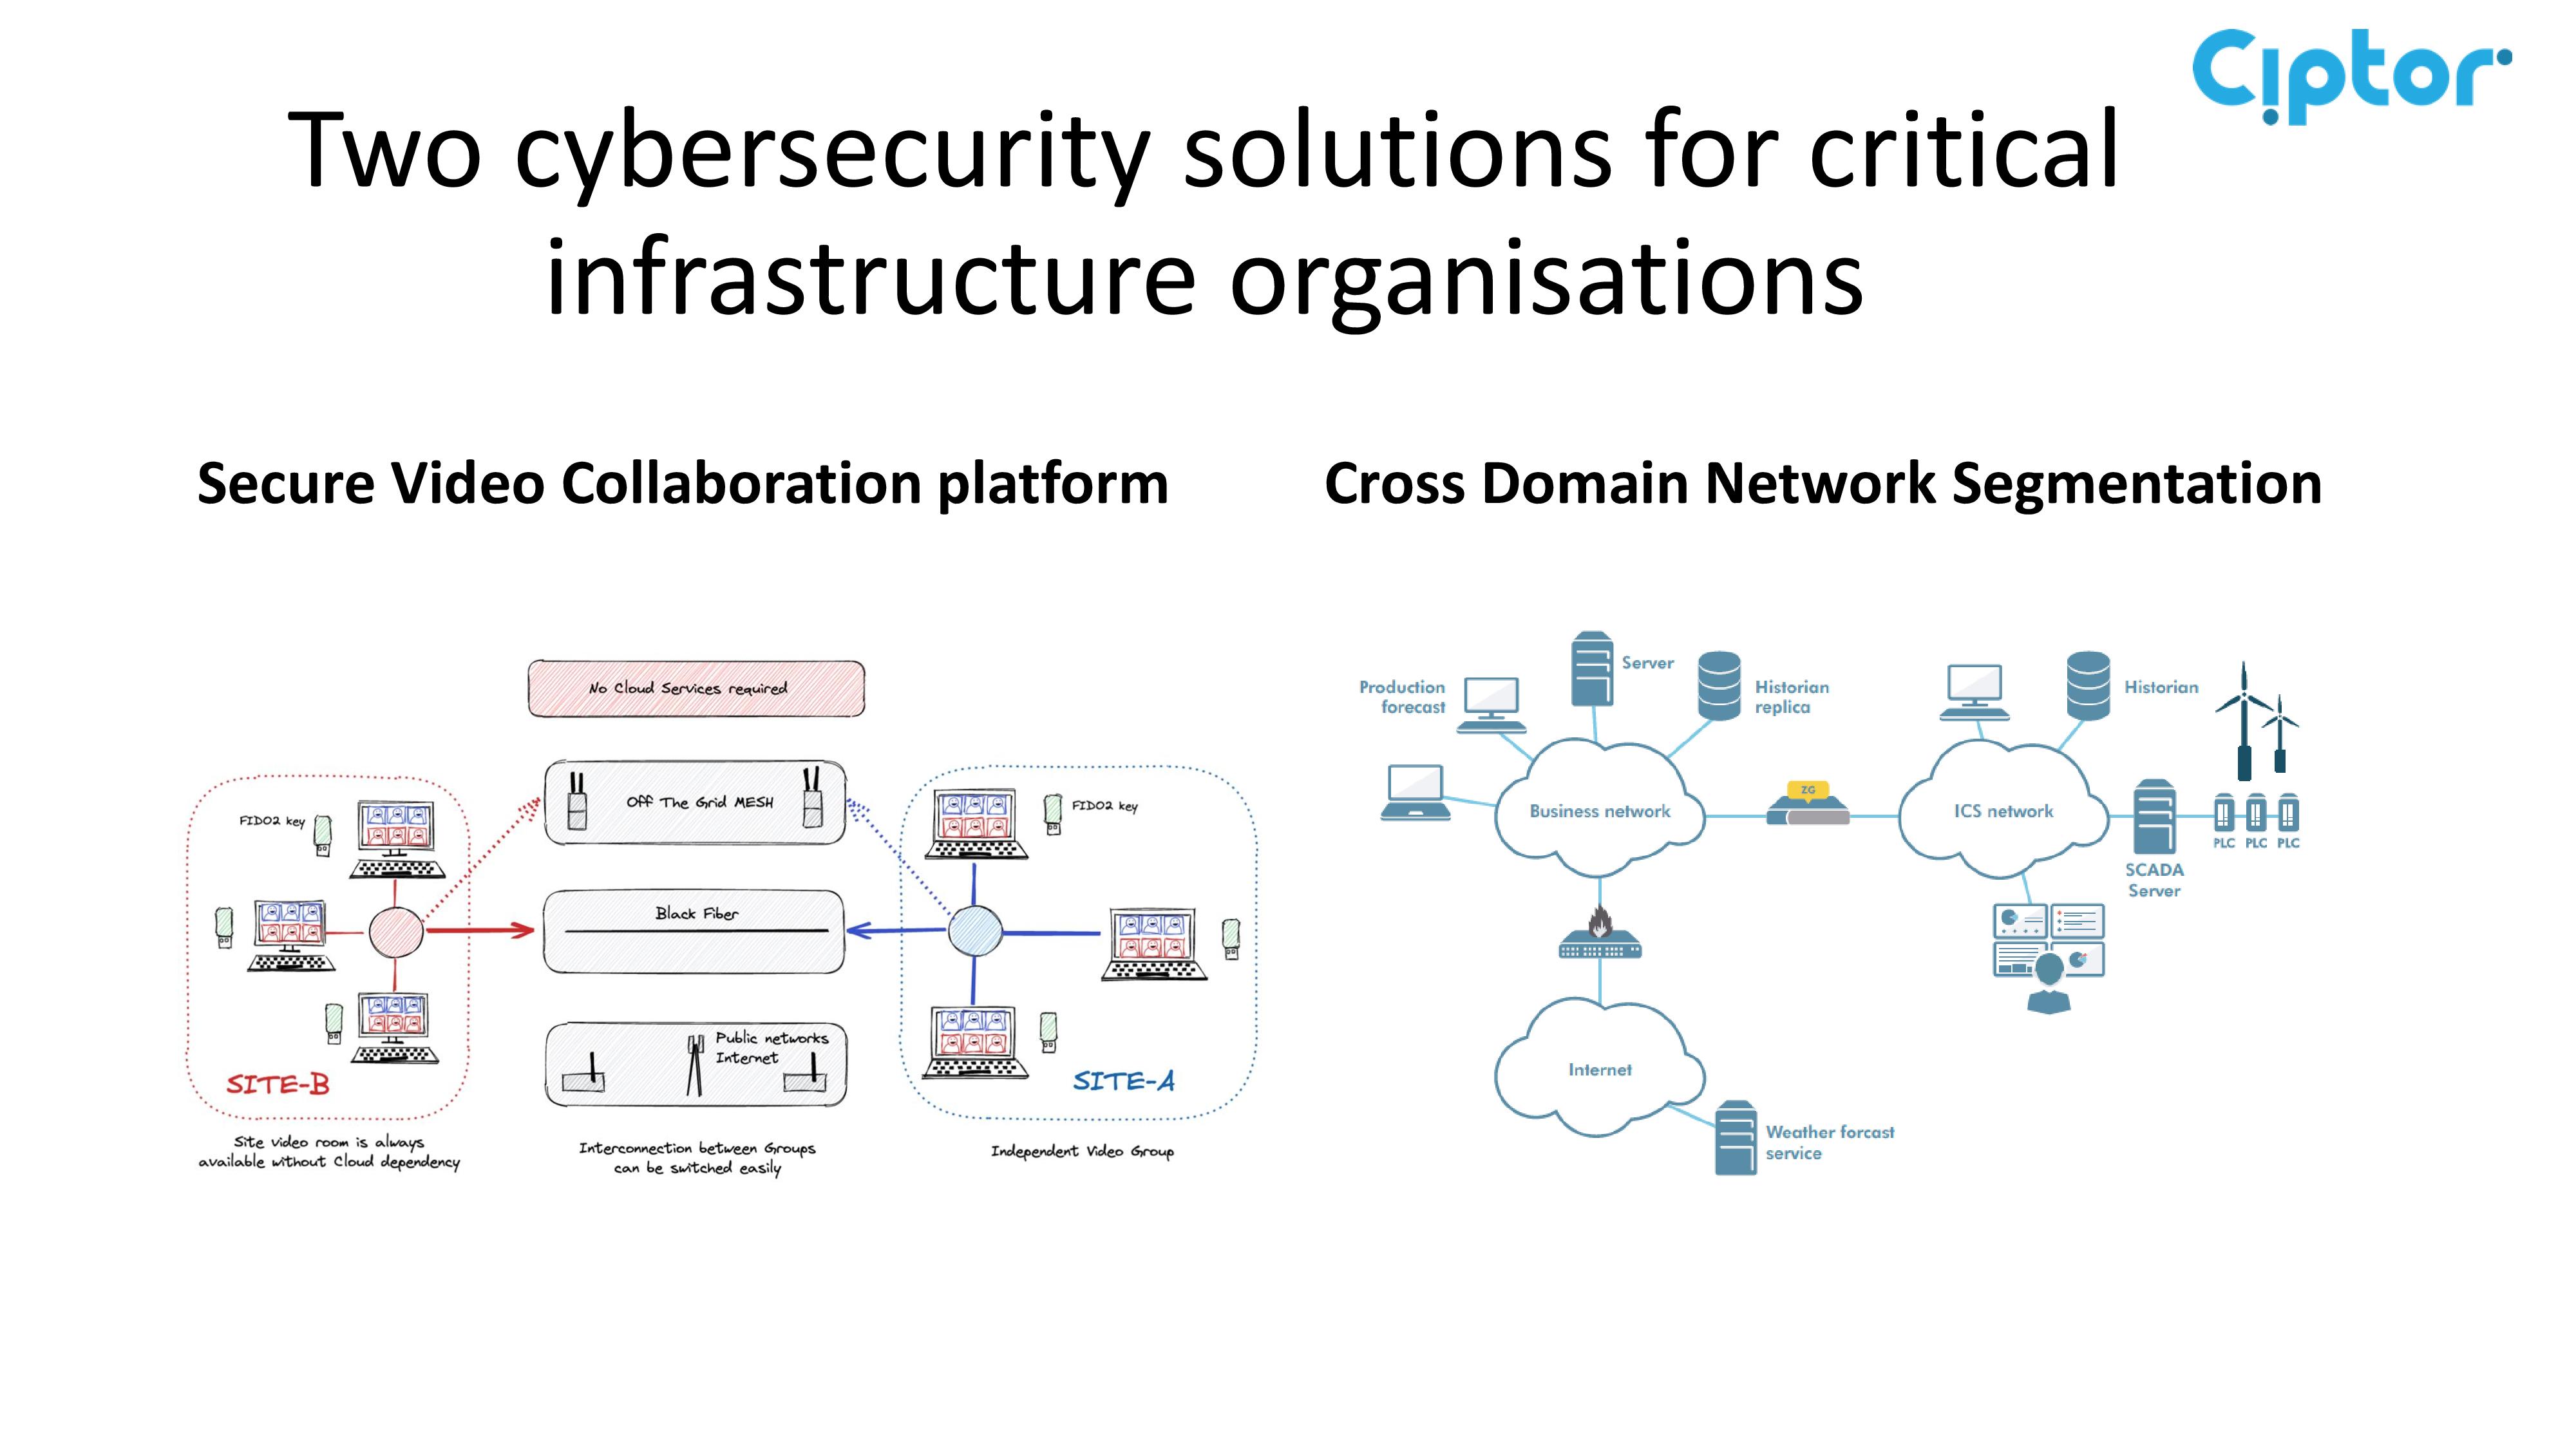 Ciptor
Two cybersecurity solutions for critical
infrastructure organisations
Secure Video Collaboration platform
No Cloud Services required
Off The Grid MESH
FIDO2 key
FIDO2 key
Black Fiber
Public networks
Internet
SITE-B
SITE-A
Site video room is always
available without Cloud dependency
Interconnection between Groups
can be switched easily
Independent Video Group
Cross Domain Network Segmentation
Server
Production
forecast
Historian
replica
Historian
ZG
Business network
ICS network
PLC PLC PLC
SCADA
Server
Internet
Weather forcast
service